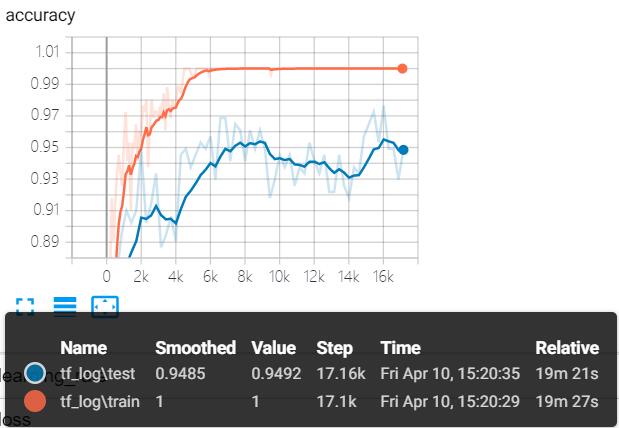 accuracy
1.01
0.99
0.97
0.95
0.93
0.91
0.89
0 2k 4k 6k 8k 10k 12k 14k 16k
Name Smoothed Value Step Time Relative
tf_log\test 0.9485 0.9492 17.16k Fri Apr 10, 15:20:35 19m 21s
tf_log\train 1 1 17.1k Fri Apr 10, 15:20:29 19m 27s
loss